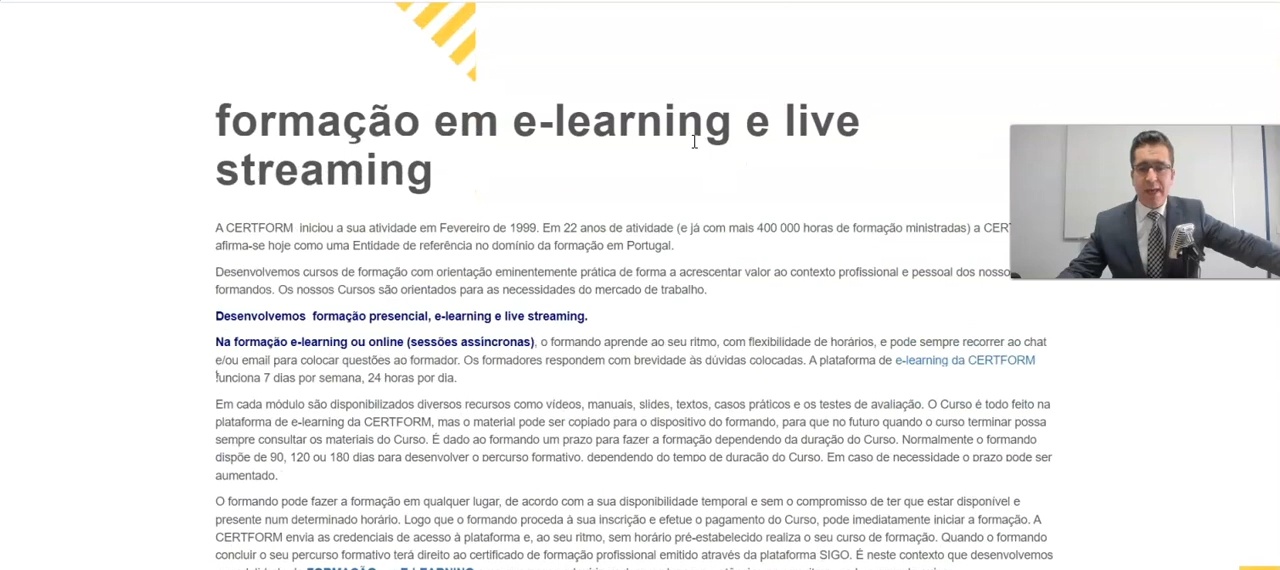 formação em e-learning e live
streaming
A CERTFORM iniciou a sua atividade em Fevereiro de 1999. Em 22 anos de atividade (e já com mais 400 000 horas de formação ministradas) a CER
afirma-se hoje como uma Entidade de referência no domínio da formação em Portugal.
Desenvolvemos cursos de formação com orientação eminentemente prática de forma a acrescentar valor ao contexto profissional e pessoal dos nosso
formandos. Os nossos Cursos são orientados para as necessidades do mercado de trabalho.
Desenvolvemos formação presencial, e-learning e live streaming.
Na formação e-learning ou online (sessões assíncronas), o formando aprende ao seu ritmo, com flexibilidade de horários, e pode sempre recorrer ao chat
e/ou email para colocar questões ao formador. Os formadores respondem com brevidade às dúvidas colocadas. A plataforma de e-learning da CERTFORM
funciona 7 dias por semana, 24 horas por dia.
Em cada módulo são disponibilizados diversos recursos como vídeos, manuais, slides, textos, casos práticos e os testes de avaliação. O Curso é todo feito na
plataforma de e-learning da CERTFORM, mas o material pode ser copiado para o dispositivo do formando, para que no futuro quando o curso terminar possa
sempre consultar os materiais do Curso. É dado ao formando um prazo para fazer a formação dependendo da duração do Curso. Normalmente o formando
dispõe de 90, 120 ou 180 dias para desenvolver o percurso formativo, dependendo do tempo de duração do Curso. Em caso de necessidade o prazo pode ser
aumentado.
O formando pode fazer a formação em qualquer lugar, de acordo com a sua disponibilidade temporal e sem o compromisso de ter que estar disponível e
presente num determinado horário. Logo que o formando proceda à sua inscrição e efetue o pagamento do Curso, pode imediatamente iniciar a formação. A
CERTFORM envia as credenciais de acesso à plataforma e, ao seu ritmo, sem horário pré-estabelecido realiza o seu curso de formação. Quando o formando
concluir o seu percurso formativo terá direito ao certificado de formação profissional emitido através da plataforma SIGO. É neste contexto que desenvolvemos